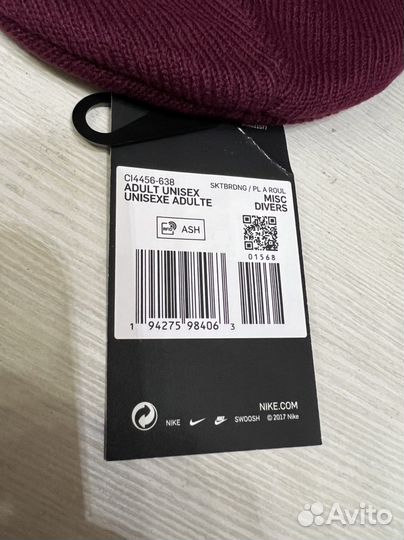 CI4456-638
ADULT UNISEX
UNISEXE ADULTE
SKTBRDNG / PL A ROUL
MISC
DIVERS
ASH
01568
1 94275 98406 3
NIKE.COM
NIKE SWOOSH © 2017 Nike
Avito